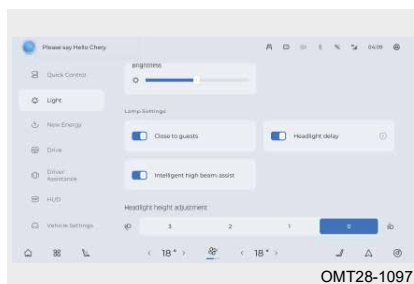 Please say Hello Chery
04:09
Brightness
Quick Control
Light
Lamp Settings
New Energy
Close to guests
Headlight delay
Drive
Driver Assistance
Intelligent high beam assist
HUD
Headlight height adjustment
Vehicle Settings
3 2 1 0
< 18° > < 18° >
OMT28-1097